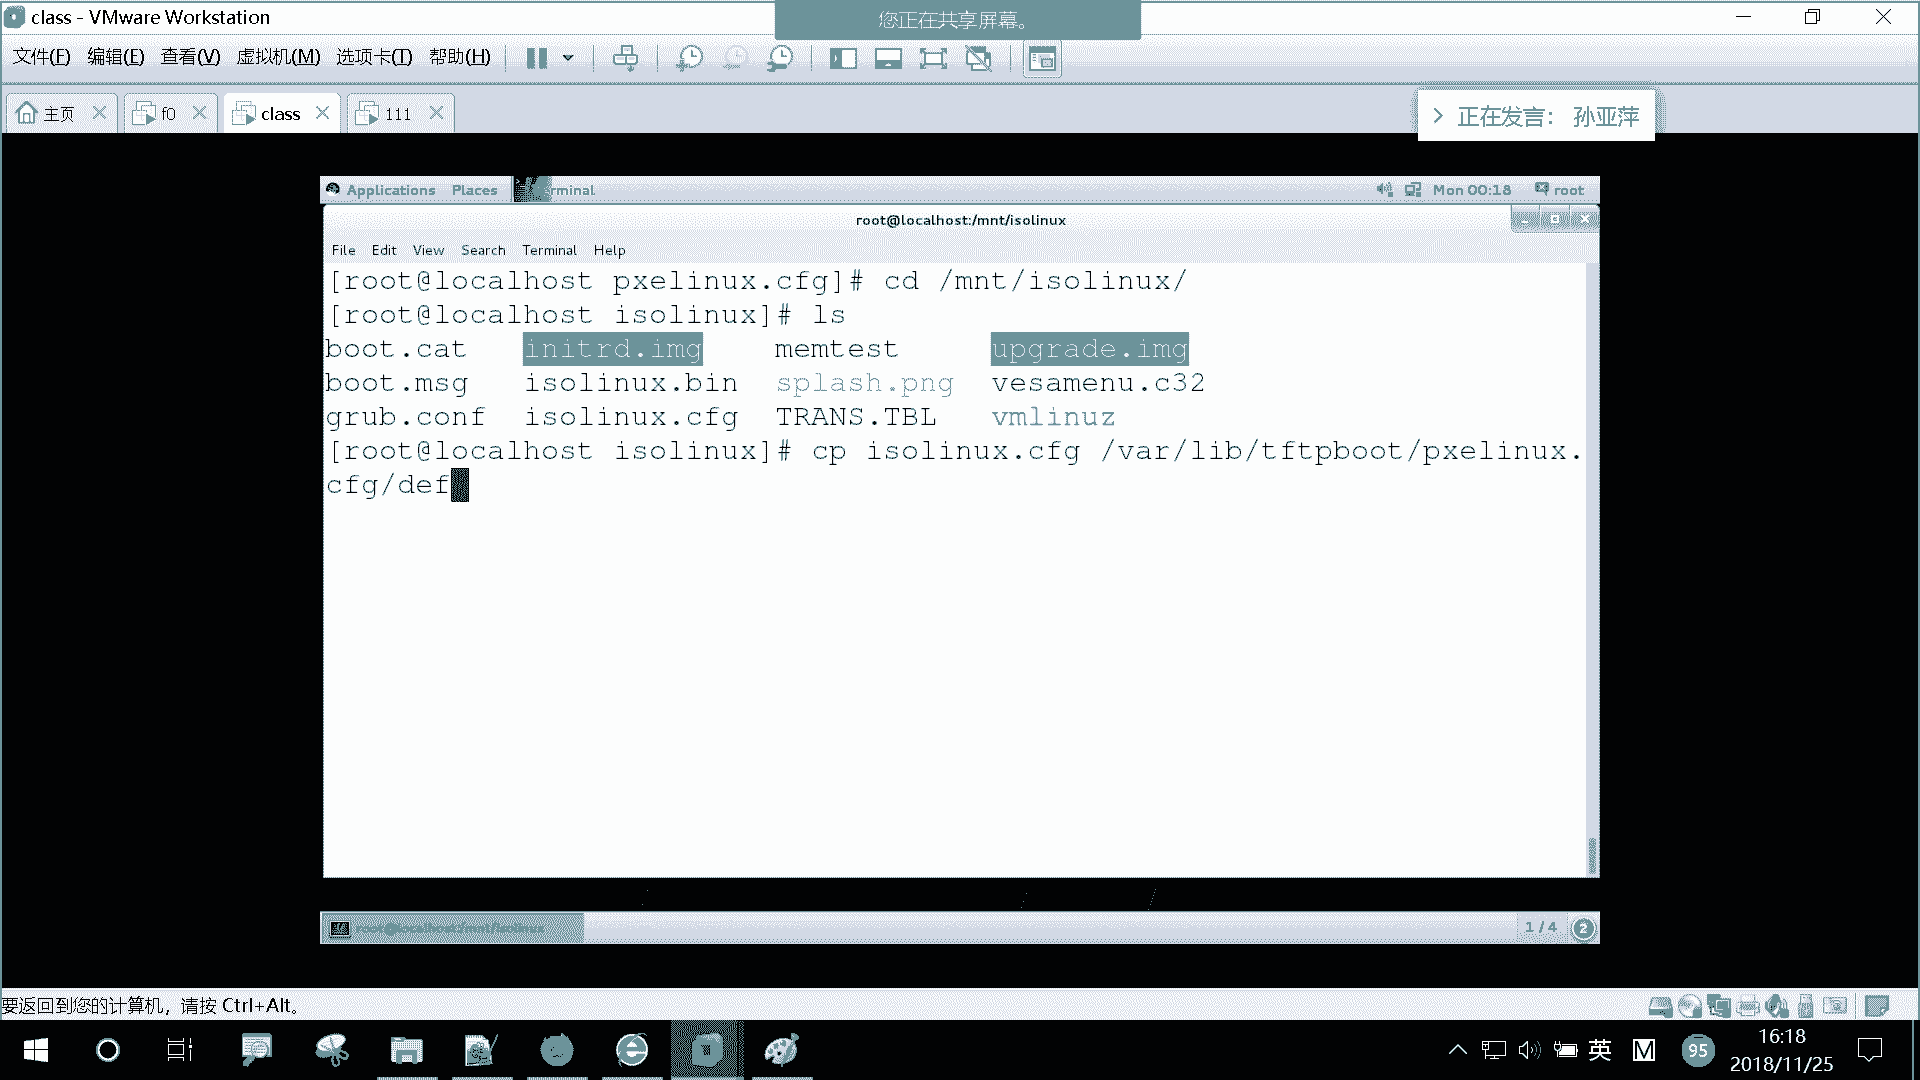 class - VMware Workstation
您正在共享屏幕。
文件(F) 编辑(E) 查看(V) 虚拟机(M) 选项卡(T) 帮助(H)
主页 f0 class 111
正在发言: 孙亚萍
Applications Places rminal Mon 00:18 root
root@localhost:/mnt/isolinux
File Edit View Search Terminal Help
[root@localhost pxelinux.cfg]# cd /mnt/isolinux/
[root@localhost isolinux]# ls
boot.cat initrd.img memtest upgrade.img
boot.msg isolinux.bin splash.png vesamenu.c32
grub.conf isolinux.cfg TRANS.TBL vmlinuz
[root@localhost isolinux]# cp isolinux.cfg /var/lib/tftpboot/pxelinux.
cfg/def
root@localhost:/mnt/isolinux 1 / 4 2
要返回到您的计算机，请按 Ctrl+Alt。
英 M 95 16:18
2018/11/25